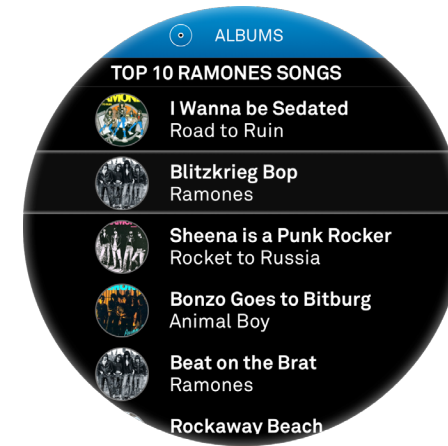 ALBUMS
TOP 10 RAMONES SONGS
I Wanna be Sedated
Road to Ruin
Blitzkrieg Bop
Ramones
Sheena is a Punk Rocker
Rocket to Russia
Bonzo Goes to Bitburg
Animal Boy
Beat on the Brat
Ramones
Rockaway Beach